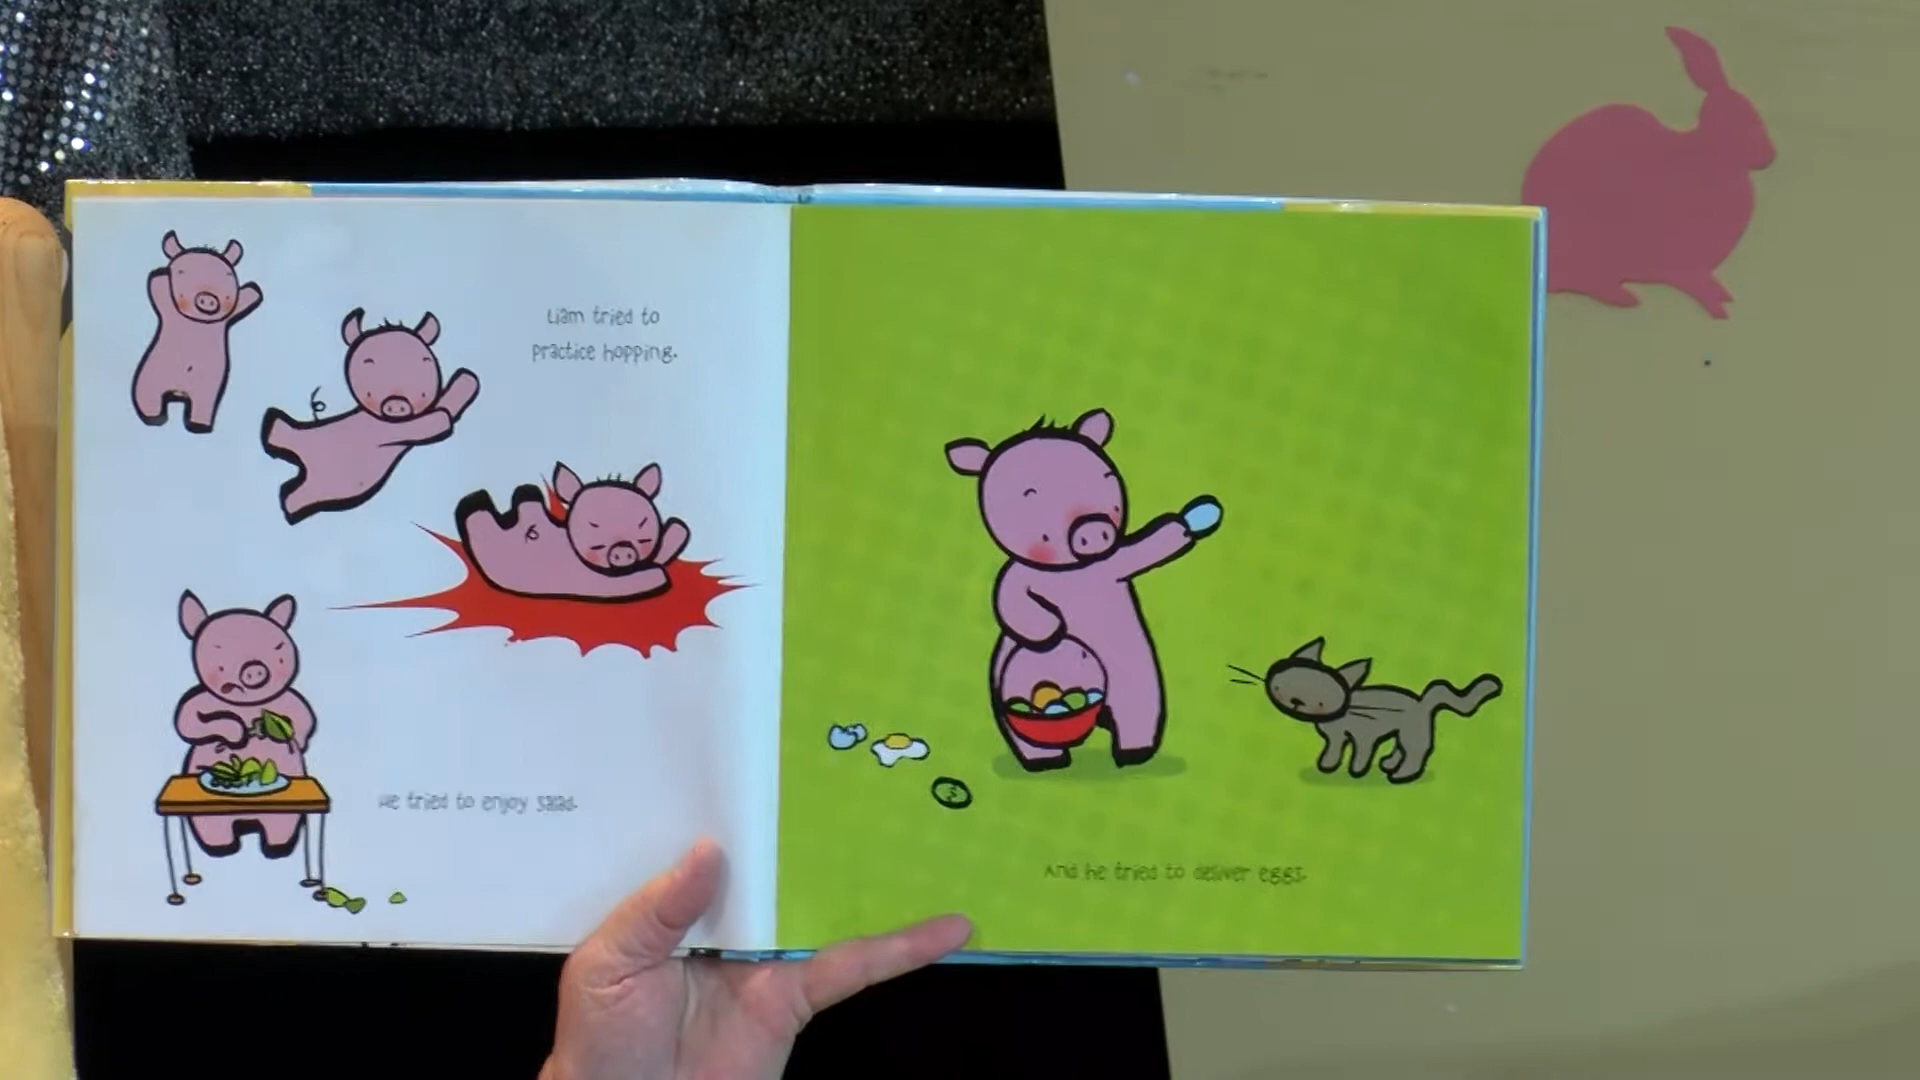 Liam tried to
practice hopping.
He tried to enjoy salad.
And he tried to deliver eggs.